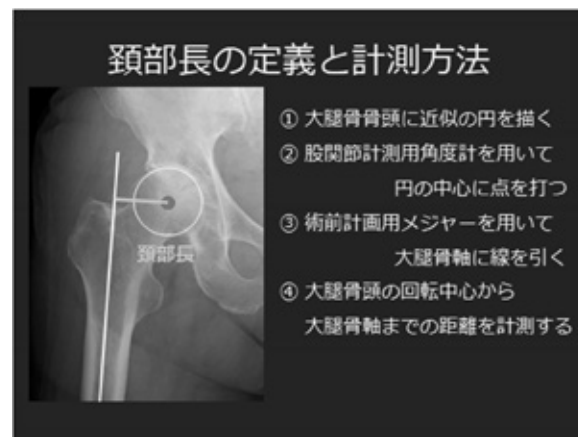 頚部長の定義と計測方法
① 大腿骨骨頭に近似の円を描く
② 股関節計測用角度計を用いて
円の中心に点を打つ
③ 術前計画用メジャーを用いて
大腿骨軸に線を引く
④ 大腿骨頭の回転中心から
大腿骨軸までの距離を計測する
頚部長